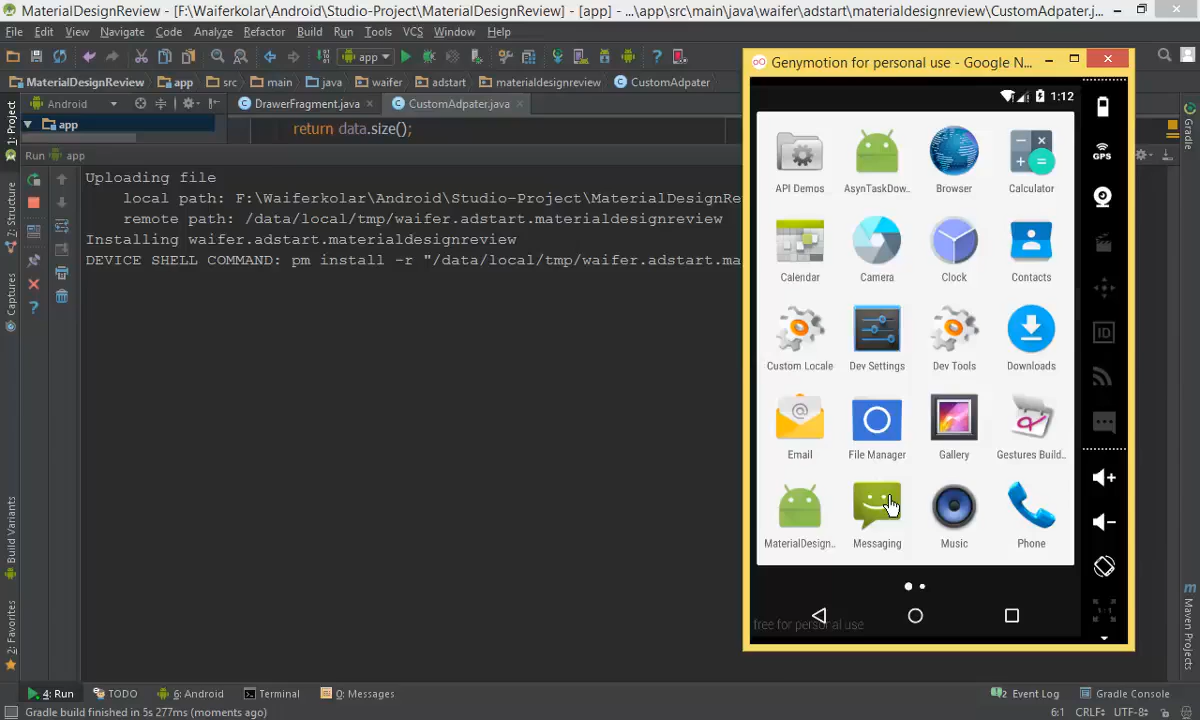 MaterialDesignReview - [F:\Waiferkolar\Android\Studio-Project\MaterialDesignReview] - [app] - ...\app\src\main\java\waifer\adstart\materialdesignreview\CustomAdpater.j...
File Edit View Navigate Code Analyze Refactor Build Run Tools VCS Window Help
app
MaterialDesignReview app src main java waifer adstart materialdesignreview CustomAdpater
Android
DrawerFragment.java
CustomAdpater.java
1: Project
app
return data.size();
Run app
Uploading file
local path: F:\Waiferkolar\Android\Studio-Project\MaterialDesignRe
remote path: /data/local/tmp/waifer.adstart.materialdesignreview
Installing waifer.adstart.materialdesignreview
DEVICE SHELL COMMAND: pm install -r "/data/local/tmp/waifer.adstart.ma
Z: Structure
Captures
Build Variants
2: Favorites
Genymotion for personal use - Google N...
1:12
API Demos AsynTaskDow.. Browser Calculator
Calendar Camera Clock Contacts
Custom Locale Dev Settings Dev Tools Downloads
Email File Manager Gallery Gestures Build..
MaterialDesign.. Messaging Music Phone
free for personal use
GPS
ID
1:1
Gradle
Maven Projects
4: Run TODO 6: Android Terminal 0: Messages Event Log Gradle Console
Gradle build finished in 5s 277ms (moments ago) 6:1 CRLF UTF-8